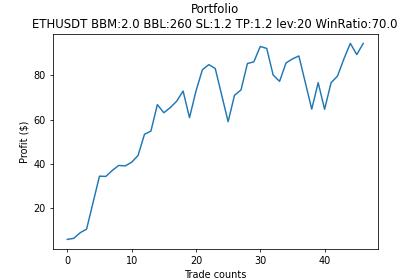 Portfolio
ETHUSDT BBM:2.0 BBL:260 SL:1.2 TP:1.2 lev:20 WinRatio:70.0
Profit ($)
80
60
40
20
0
10
20
30
40
Trade counts